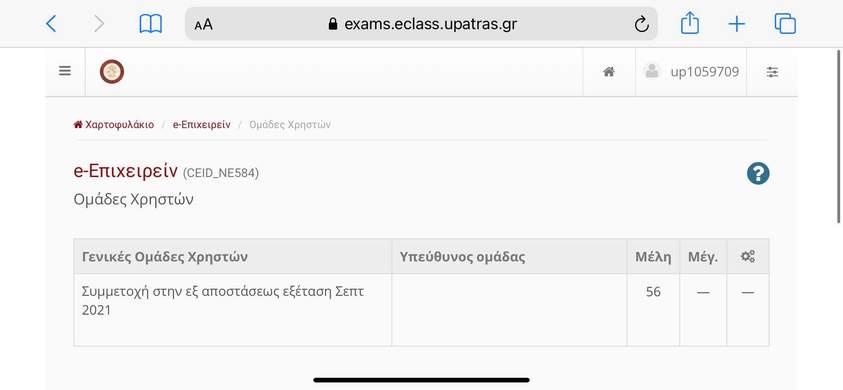 AA exams.eclass.upatras.gr
up1059709
Χαρτοφυλάκιο / e-Επιχειρείν / Ομάδες Χρηστών
e-Επιχειρείν (CEID_NE584)
?
Ομάδες Χρηστών
Γενικές Ομάδες Χρηστών Υπεύθυνος ομάδας Μέλη Μέγ.
Συμμετοχή στην εξ αποστάσεως εξέταση Σεπτ 56 — —
2021